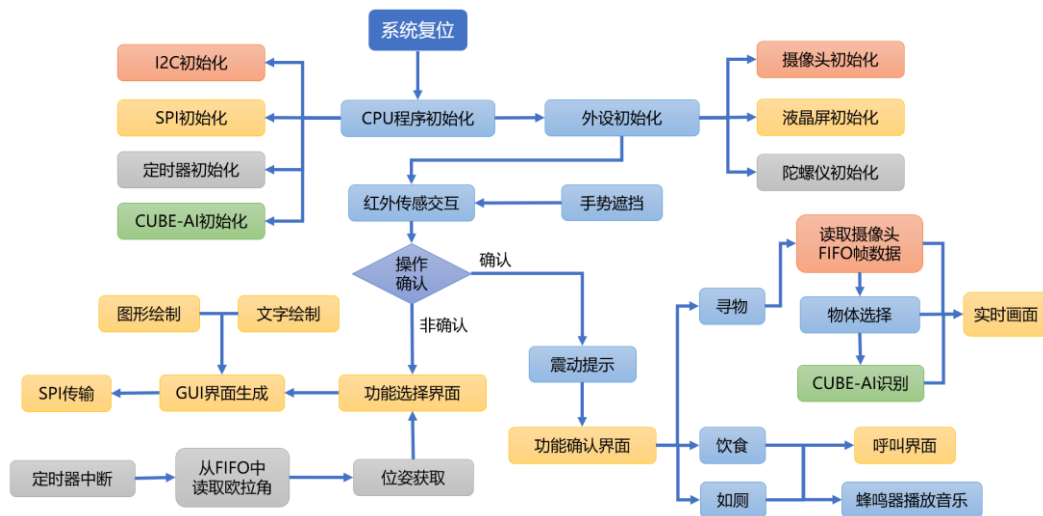 系统复位
I2C初始化
摄像头初始化
SPI初始化
CPU程序初始化
外设初始化
液晶屏初始化
定时器初始化
陀螺仪初始化
CUBE-AI初始化
红外传感交互
手势遮挡
操作
确认
确认
非确认
读取摄像头
FIFO帧数据
寻物
物体选择
实时画面
CUBE-AI识别
图形绘制
文字绘制
震动提示
SPI传输
GUI界面生成
功能选择界面
功能确认界面
饮食
呼叫界面
定时器中断
从FIFO中
读取欧拉角
位姿获取
如厕
蜂鸣器播放音乐